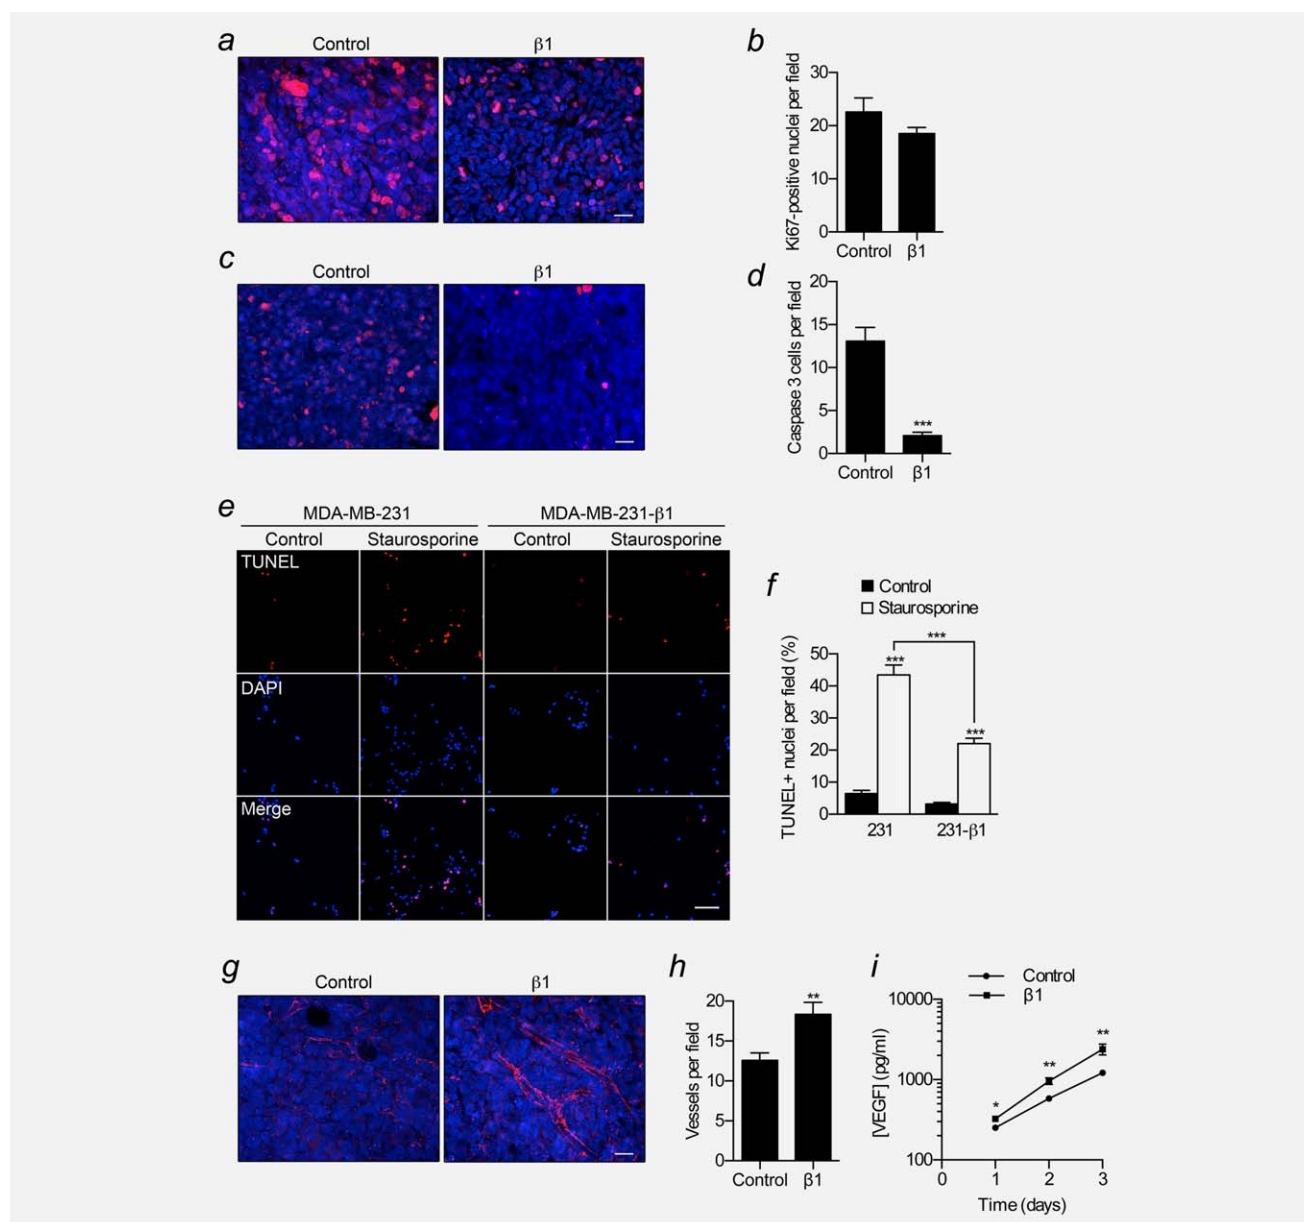 a
Control
β1
b
Ki67-positive nuclei per field
30
20
10
0
Control
β1
c
Control
β1
d
Caspase 3 cells per field
20
15
10
5
0
***
Control
β1
e
MDA-MB-231
MDA-MB-231-β1
Control
Staurosporine
Control
Staurosporine
TUNEL
DAPI
Merge
f
Control
Staurosporine
TUNEL+ nuclei per field (%)
50
40
30
20
10
0
***
***
***
231
231-β1
g
Control
β1
h
Vessels per field
20
15
10
5
0
**
Control
β1
i
Control
β1
[VEGF] (pg/ml)
10000
1000
100
*
**
**
0
1
2
3
Time (days)